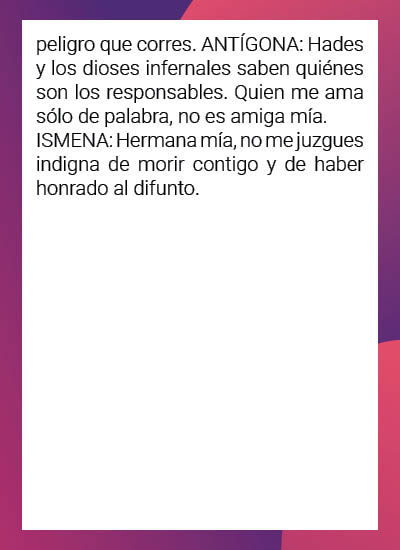 peligro que corres. ANTÍGONA: Hades
y los dioses infernales saben quiénes
son los responsables. Quien me ama
sólo de palabra, no es amiga mía.
ISMENA: Hermana mía, no me juzgues
indigna de morir contigo y de haber
honrado al difunto.